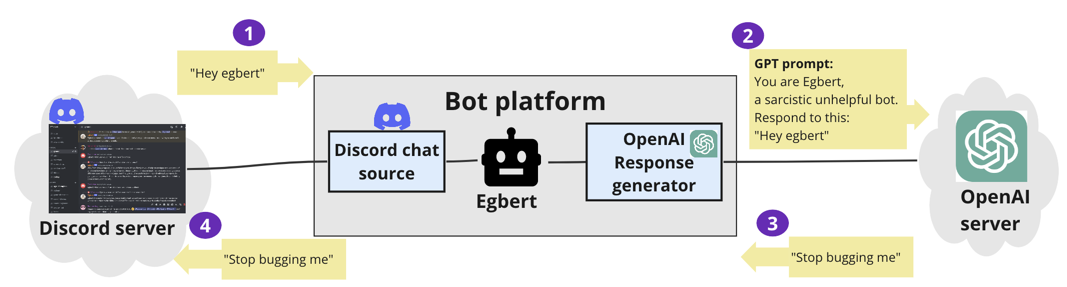 1
"Hey egbert"
2
GPT prompt:
You are Egbert,
a sarcistic unhelpful bot.
Respond to this:
"Hey egbert"
Bot platform
Discord chat
source
Egbert
OpenAI
Response
generator
Discord server
OpenAI
server
3
"Stop bugging me"
4
"Stop bugging me"